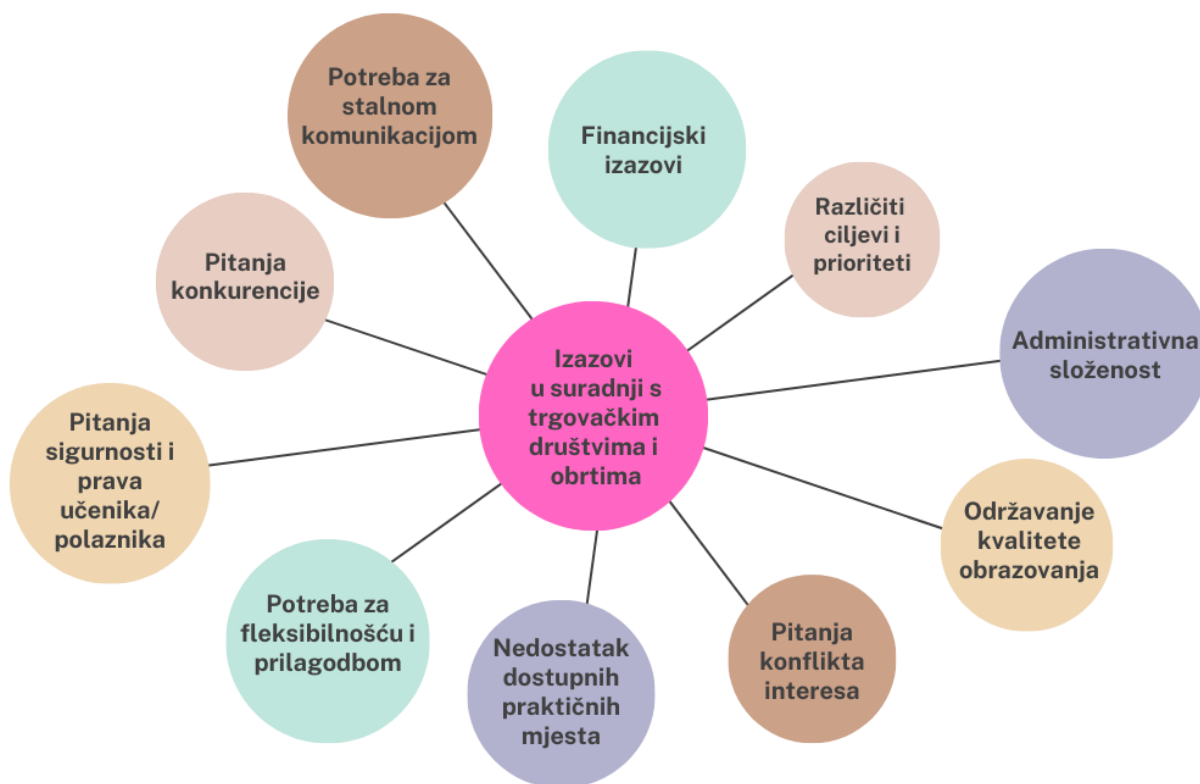 Potreba za
stalnom
komunikacijom
Financijski
izazovi
Različiti
ciljevi i
prioriteti
Pitanja
konkurencije
Administrativna
složenost
Izazovi
u suradnji s
trgovačkim
društvima i
obrtima
Pitanja
sigurnosti i
prava
učenika/
polaznika
Održavanje
kvalitete
obrazovanja
Potreba za
fleksibilnošću i
prilagodbom
Nedostatak
dostupnih
praktičnih
mjesta
Pitanja
konflikta
interesa